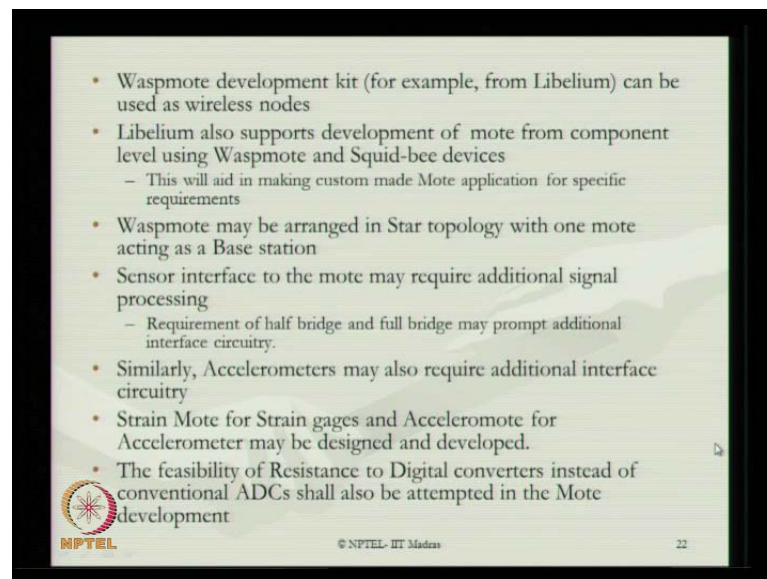 • Waspmote development kit (for example, from Libelium) can be
used as wireless nodes
• Libelium also supports development of mote from component
level using Waspmote and Squid-bee devices
– This will aid in making custom made Mote application for specific
requirements
• Waspmote may be arranged in Star topology with one mote
acting as a Base station
• Sensor interface to the mote may require additional signal
processing
– Requirement of half bridge and full bridge may prompt additional
interface circuitry.
• Similarly, Accelerometers may also require additional interface
circuitry
• Strain Mote for Strain gages and Acceleromote for
Accelerometer may be designed and developed.
• The feasibility of Resistance to Digital converters instead of
conventional ADCs shall also be attempted in the Mote
development
NPTEL
© NPTEL- IIT Madras
22